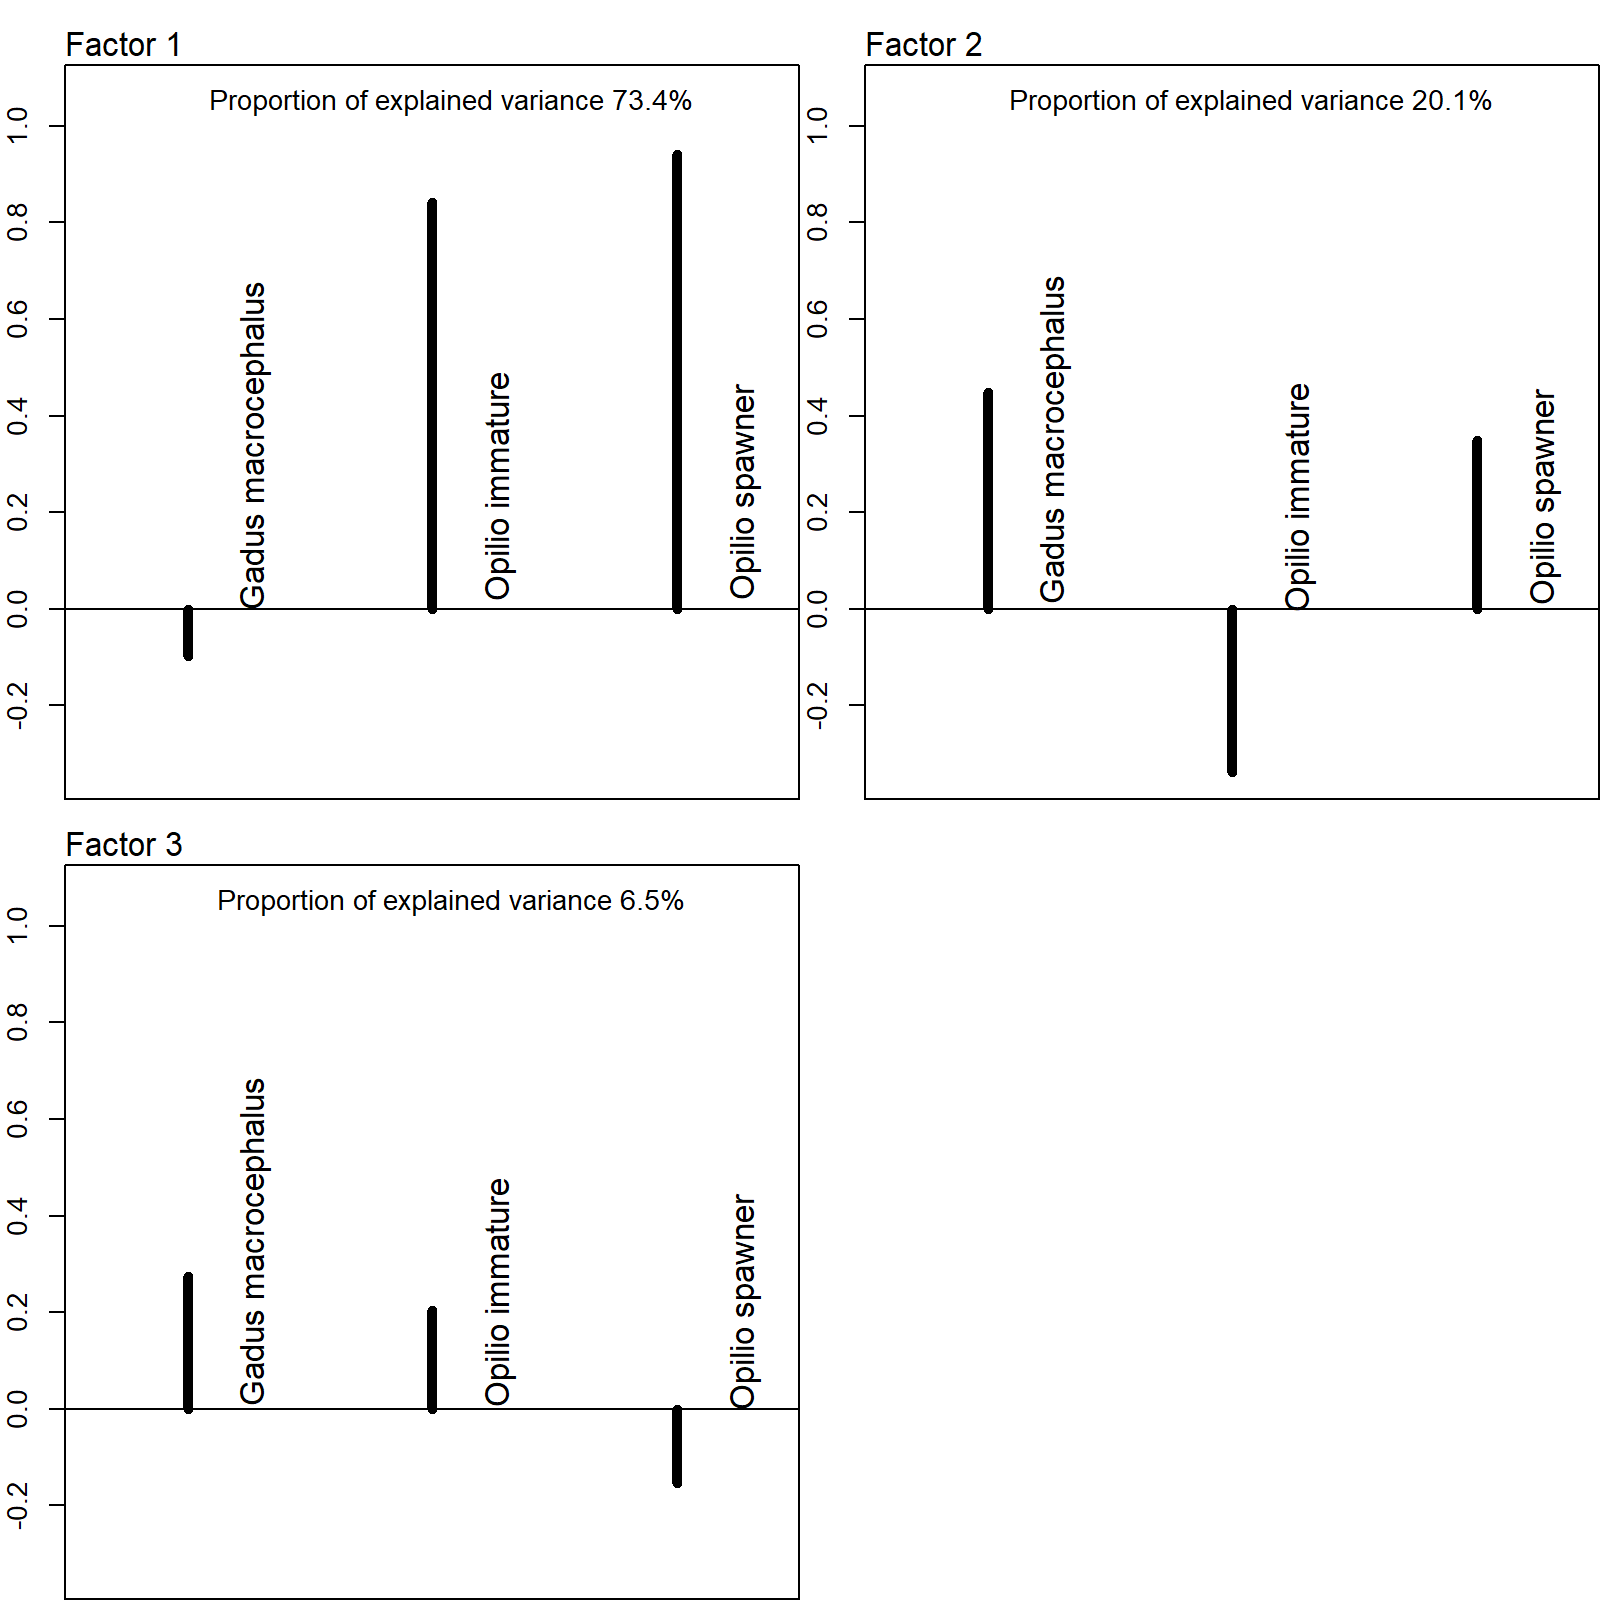 Factor 1
Proportion of explained variance 73.4%
1.0
0.8
0.6
0.4
0.2
0.0
-0.2
Gadus macrocephalus
Opilio immature
Opilio spawner
Factor 2
Proportion of explained variance 20.1%
1.0
0.8
0.6
0.4
0.2
0.0
-0.2
Gadus macrocephalus
Opilio immature
Opilio spawner
Factor 3
Proportion of explained variance 6.5%
1.0
0.8
0.6
0.4
0.2
0.0
-0.2
Gadus macrocephalus
Opilio immature
Opilio spawner